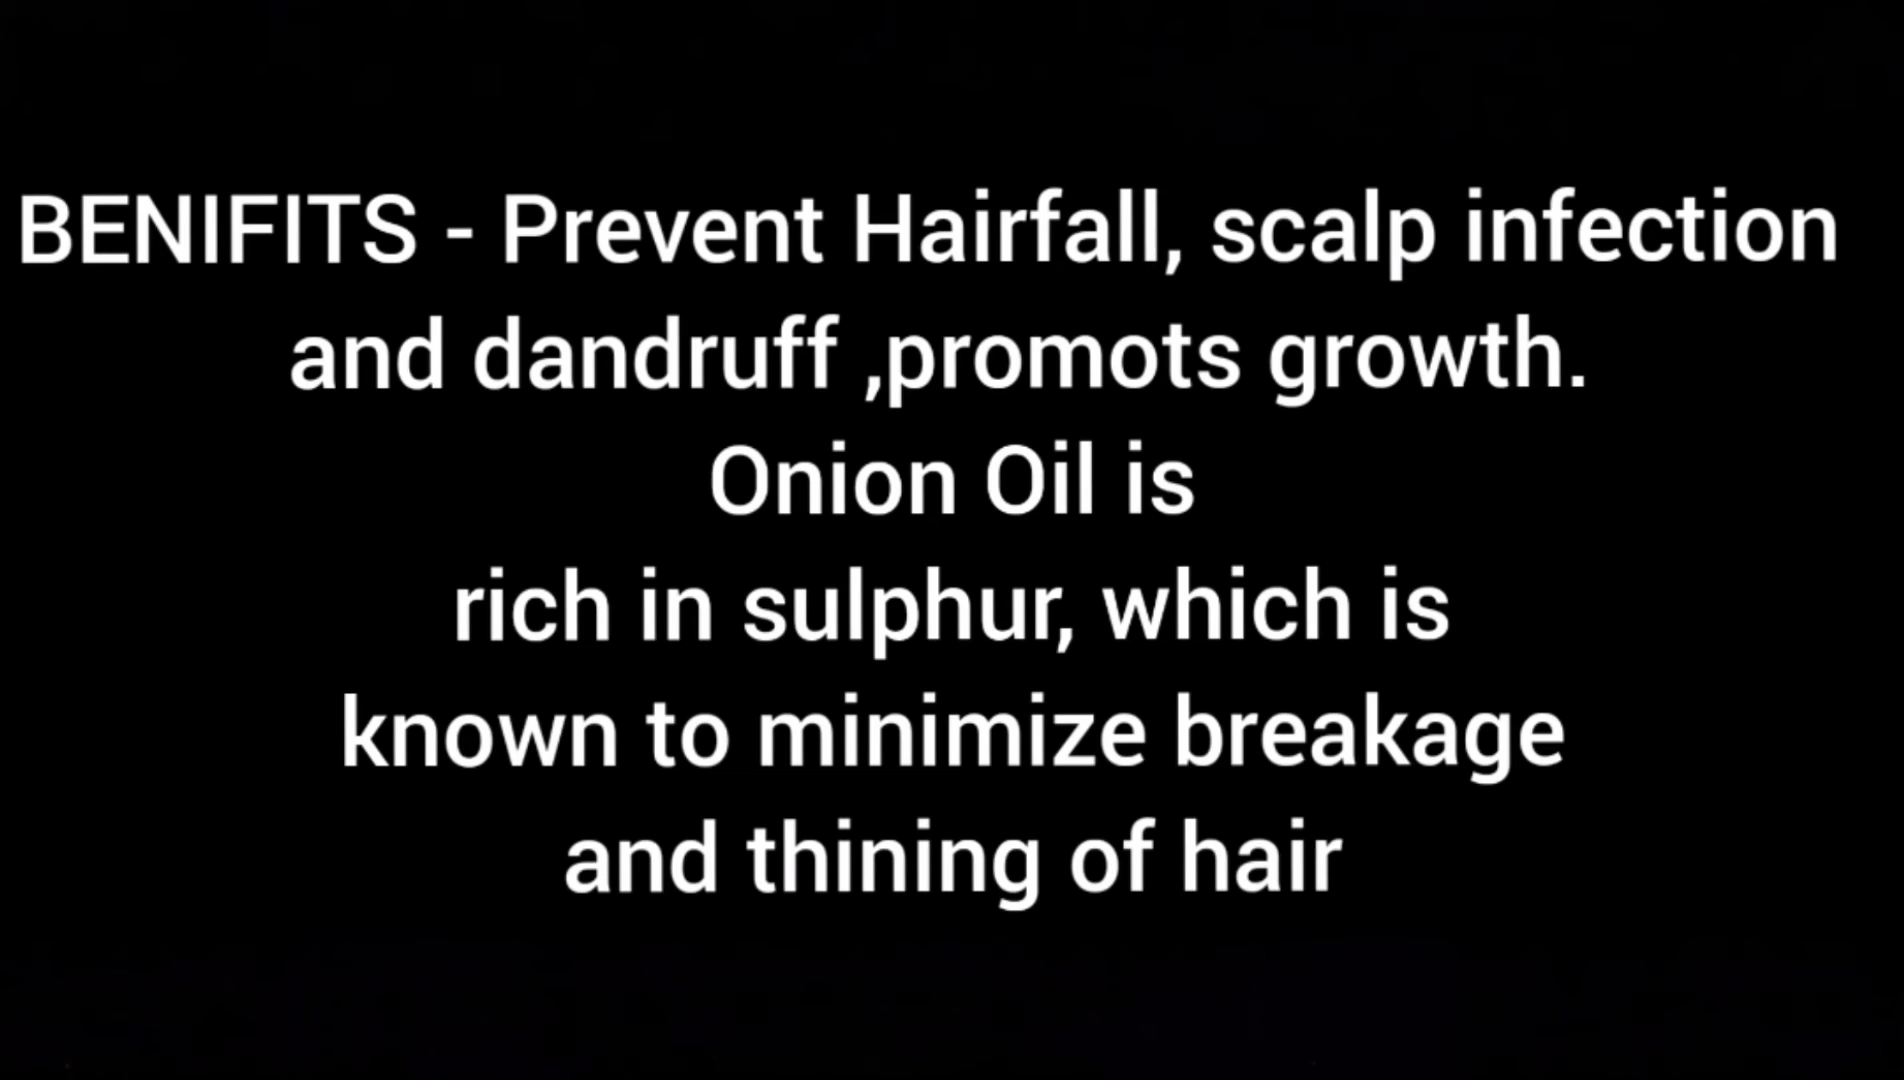 BENIFITS - Prevent Hairfall, scalp infection
and dandruff ,promots growth.
Onion Oil is
rich in sulphur, which is
known to minimize breakage
and thining of hair